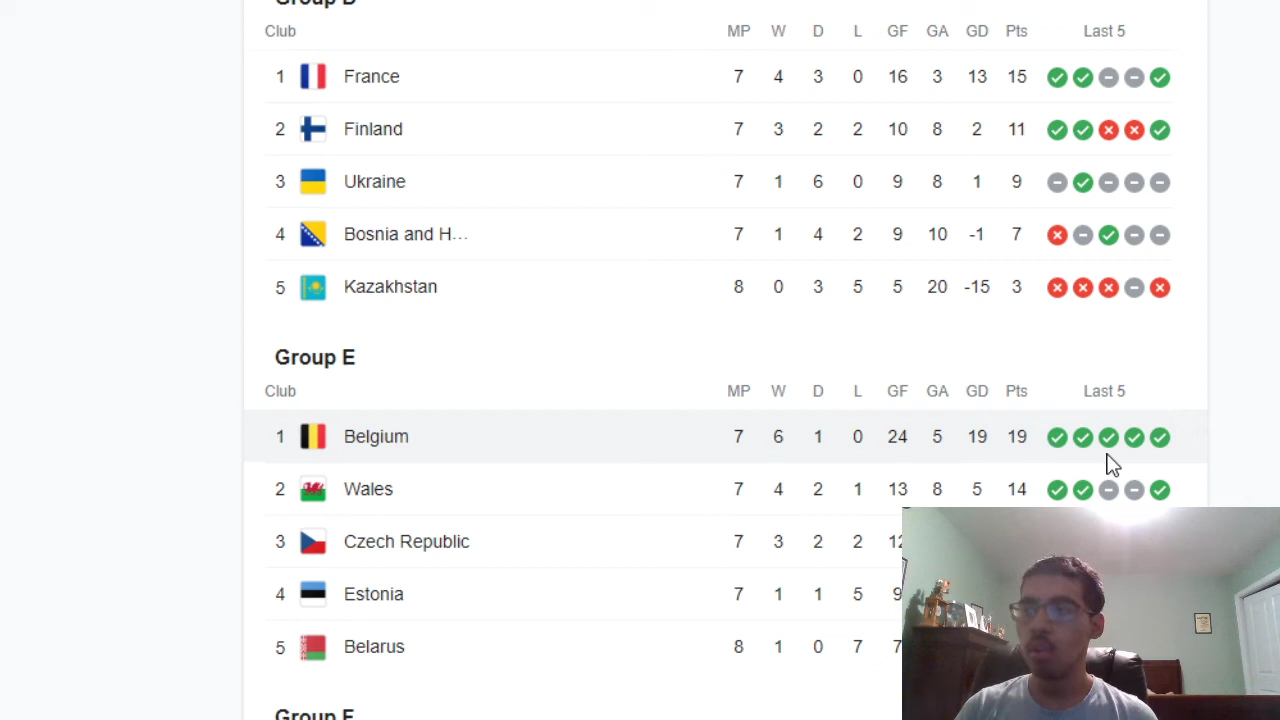 Group D
Club MP W D L GF GA GD Pts Last 5
1 France 7 4 3 0 16 3 13 15
2 Finland 7 3 2 2 10 8 2 11
3 Ukraine 7 1 6 0 9 8 1 9
4 Bosnia and H... 7 1 4 2 9 10 -1 7
5 Kazakhstan 8 0 3 5 5 20 -15 3
Group E
Club MP W D L GF GA GD Pts Last 5
1 Belgium 7 6 1 0 24 5 19 19
2 Wales 7 4 2 1 13 8 5 14
3 Czech Republic 7 3 2 2
4 Estonia 7 1 1 5 9
5 Belarus 8 1 0 7 7
Group